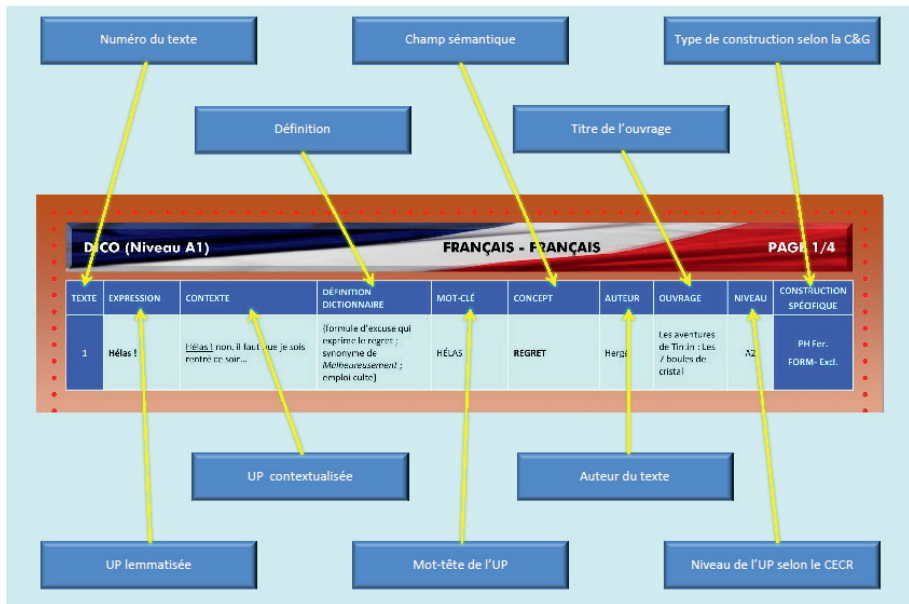 Numéro du texte
Champ sémantique
Type de construction selon la C&G
Définition
Titre de l'ouvrage
DICO (Niveau A1)
FRANÇAIS - FRANÇAIS
PAGE 1/4
TEXTE
EXPRESSION
CONTEXTE
DÉFINITION
DICTIONNAIRE
MOT-CLÉ
CONCEPT
AUTEUR
OUVRAGE
NIVEAU
CONSTRUCTION
SPÉCIFIQUE
1
Hélas !
Hélas ! non, il faut que je sois
rentré ce soir...
(formule d'excuse qui
exprime le regret ;
synonyme de
Malheureusement ;
emploi culte)
HÉLAS
REGRET
Hergé
Les aventures
de Tintin : Les
7 boules de
cristal
A2
PH Fer.
FORM- Excl.
UP contextualisée
Auteur du texte
UP lemmatisée
Mot-tête de l'UP
Niveau de l'UP selon le CECR